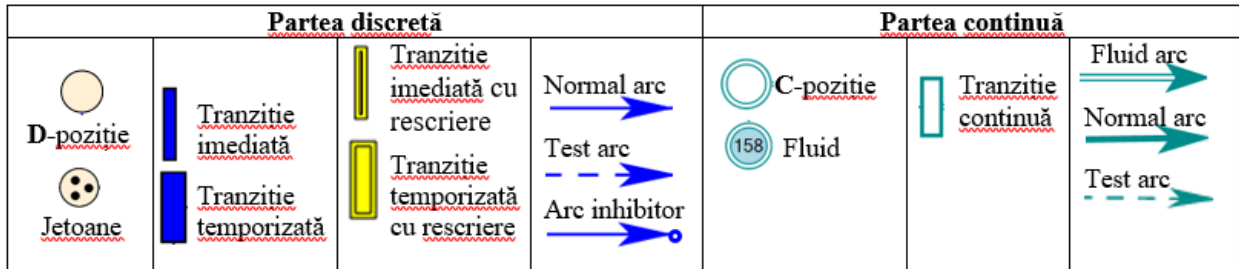 Partea discretă
Partea continuă
D-poziție
Jetoane
Tranziție
imediată
Tranziție
temporizată
Tranziție
imediată cu
rescriere
Tranziție
temporizată
cu rescriere
Normal arc
Test arc
Arc inhibitor
C-poziție
158
Fluid
Tranziție
continuă
Fluid arc
Normal arc
Test arc